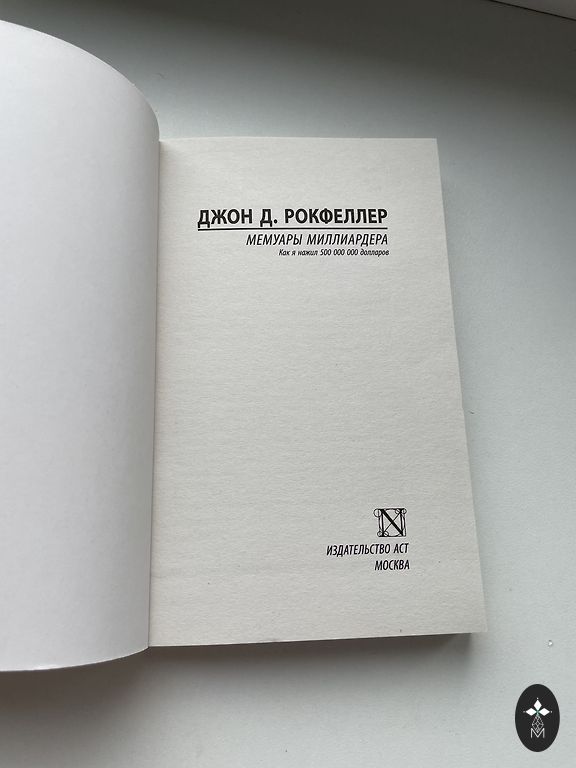 ДЖОН Д. РОКФЕЛЛЕР
МЕМУАРЫ МИЛЛИАРДЕРА
Как я нажил 500 000 000 долларов
N
ИЗДАТЕЛЬСТВО АСТ
МОСКВА
M